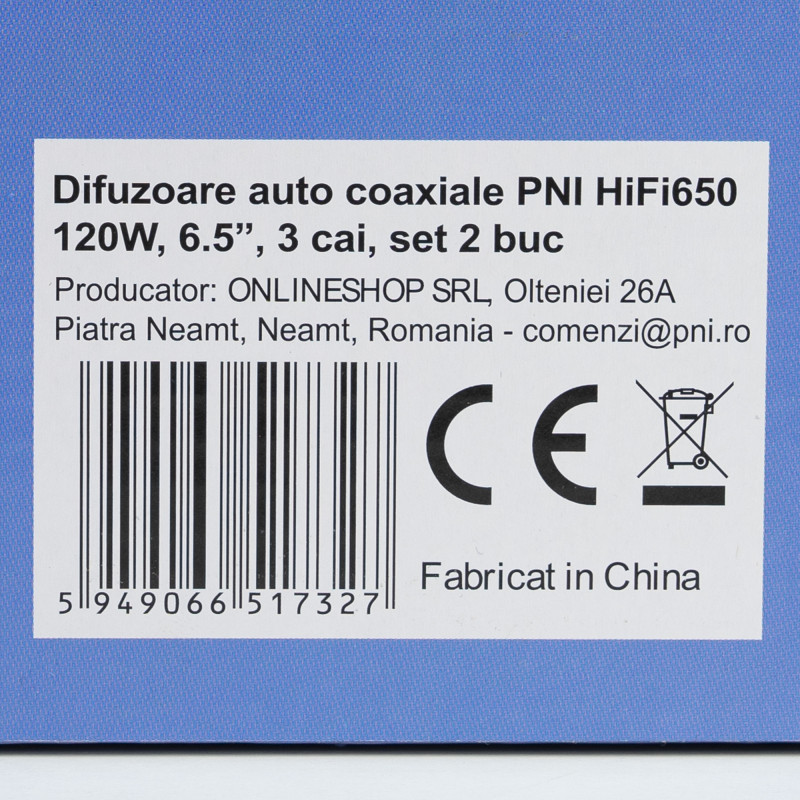 Difuzoare auto coaxiale PNI HiFi650
120W, 6.5”, 3 cai, set 2 buc
Producator: ONLINESHOP SRL, Olteniei 26A
Piatra Neamt, Neamt, Romania - comenzi@pni.ro
CE
5 949066 517327
Fabricat in China